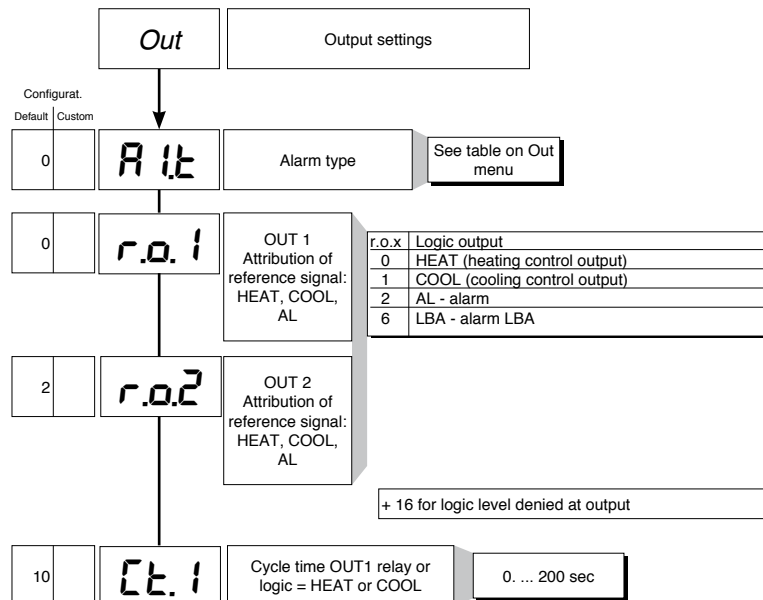 Out
Output settings
Configurat.
Default Custom
0
A1.t
Alarm type
See table on Out
menu
0
r.o.1
OUT 1
Attribution of
reference signal:
HEAT, COOL,
AL
r.o.x Logic output
0 HEAT (heating control output)
1 COOL (cooling control output)
2 AL - alarm
6 LBA - alarm LBA
2
r.o.2
OUT 2
Attribution of
reference signal:
HEAT, COOL,
AL
+ 16 for logic level denied at output
10
Ct.1
Cycle time OUT1 relay or
logic = HEAT or COOL
0. ... 200 sec